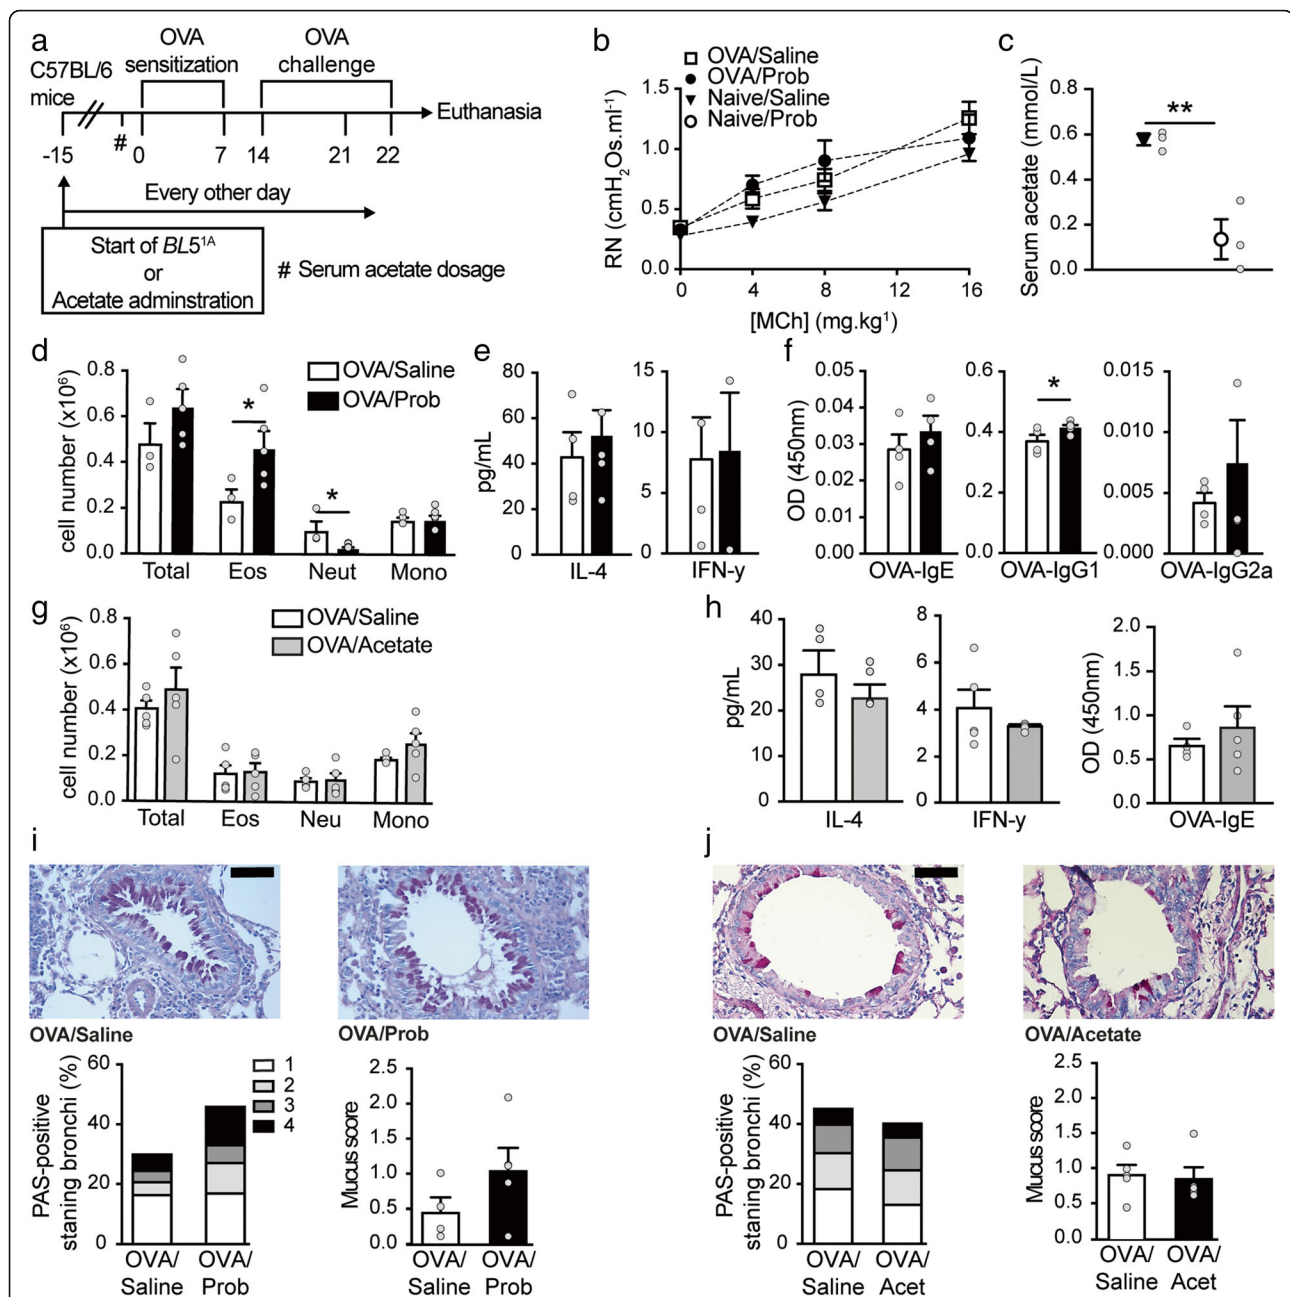 a
C57BL/6
mice
OVA
sensitization
OVA
challenge
Euthanasia
-15
#
0
7
14
21
22
Every other day
Start of BL5¹ᴬ
or
Acetate adminstration
# Serum acetate dosage
b
OVA/Saline
OVA/Prob
Naive/Saline
Naive/Prob
RN (cmH₂Os.ml⁻¹)
1.5
1.0
0.5
0.0
0
4
8
12
16
[MCh] (mg.kg¹)
c
Serum acetate (mmol/L)
0.8
0.6
0.4
0.2
0.0
**
d
cell number (x10⁶)
0.8
0.6
0.4
0.2
0.0
OVA/Saline
OVA/Prob
*
*
Total
Eos
Neut
Mono
e
pg/mL
80
60
40
20
0
IL-4
15
10
5
0
IFN-y
f
OD (450nm)
0.05
0.04
0.03
0.02
0.01
0.00
OVA-IgE
0.6
0.4
0.2
0.0
*
OVA-IgG1
0.015
0.010
0.005
0.000
OVA-IgG2a
g
cell number (x10⁶)
0.8
0.6
0.4
0.2
0.0
OVA/Saline
OVA/Acetate
Total
Eos
Neu
Mono
h
pg/mL
40
30
20
10
0
IL-4
8
6
4
2
0
IFN-y
OD (450nm)
2.0
1.5
1.0
0.5
0.0
OVA-IgE
i
OVA/Saline
OVA/Prob
PAS-positive
staning bronchi (%)
60
40
20
0
1
2
3
4
OVA/
Saline
OVA/
Prob
Mucus score
2.5
2.0
1.5
1.0
0.5
0.0
OVA/
Saline
OVA/
Prob
j
OVA/Saline
OVA/Acetate
PAS-positive
staning bronchi (%)
60
40
20
0
OVA/
Saline
OVA/
Acet
Mucus score
2.5
2.0
1.5
1.0
0.5
0.0
OVA/
Saline
OVA/
Acet